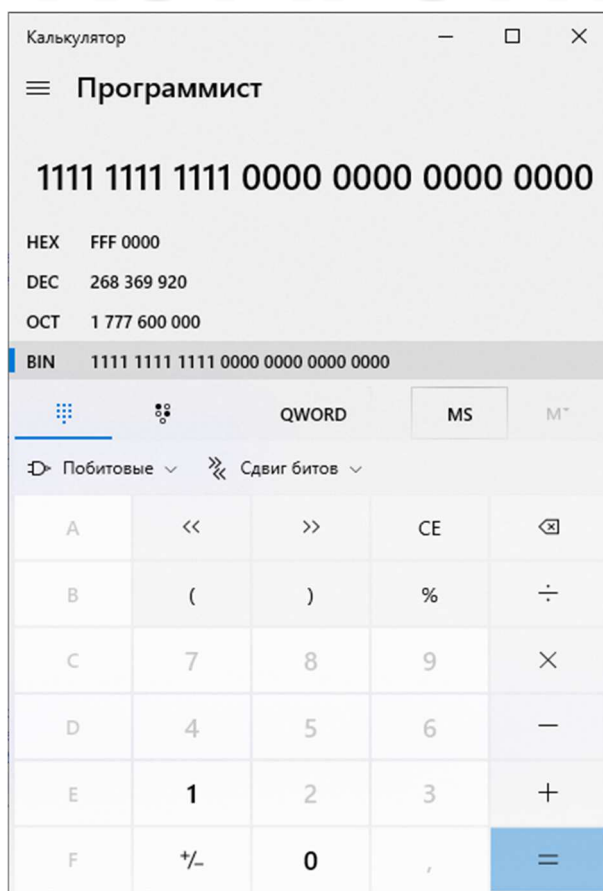 Калькулятор
Программист
1111 1111 1111 0000 0000 0000 0000
HEX FFF 0000
DEC 268 369 920
OCT 1 777 600 000
BIN 1111 1111 1111 0000 0000 0000 0000
QWORD MS M˅
Побитовые Сдвиг битов
A << >> CE
B ( ) % ÷
C 7 8 9 ×
D 4 5 6 −
E 1 2 3 +
F +/− 0 , =